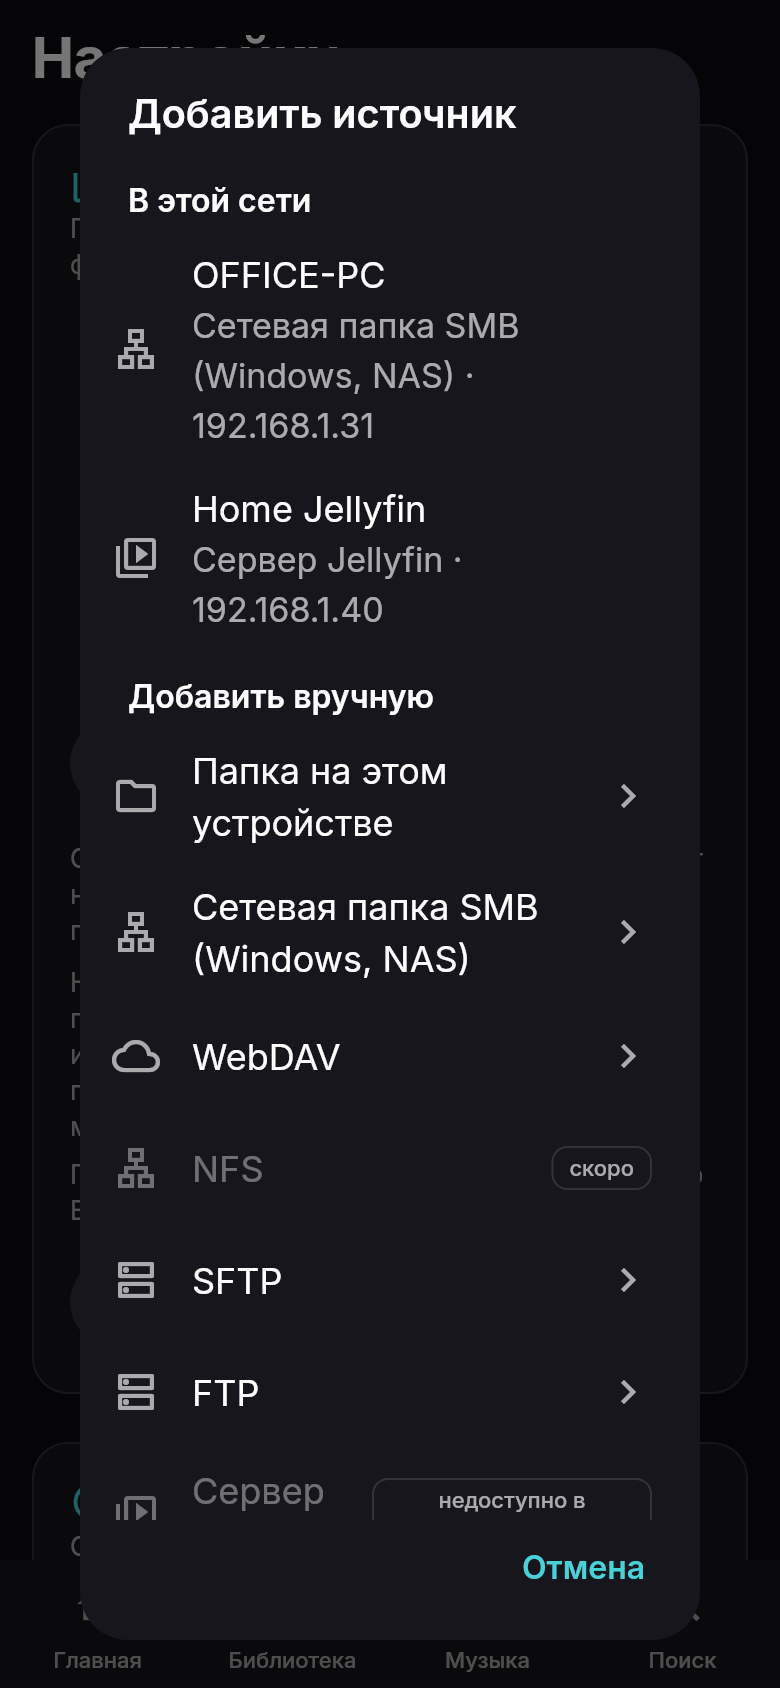 Добавить источник
В этой сети
OFFICE-PC
Сетевая папка SMB
(Windows, NAS) ·
192.168.1.31
Home Jellyfin
Сервер Jellyfin ·
192.168.1.40
Добавить вручную
Папка на этом
устройстве
Сетевая папка SMB
(Windows, NAS)
WebDAV
NFS
скоро
SFTP
FTP
Сервер
недоступно в
Отмена
Главная
Библиотека
Музыка
Поиск